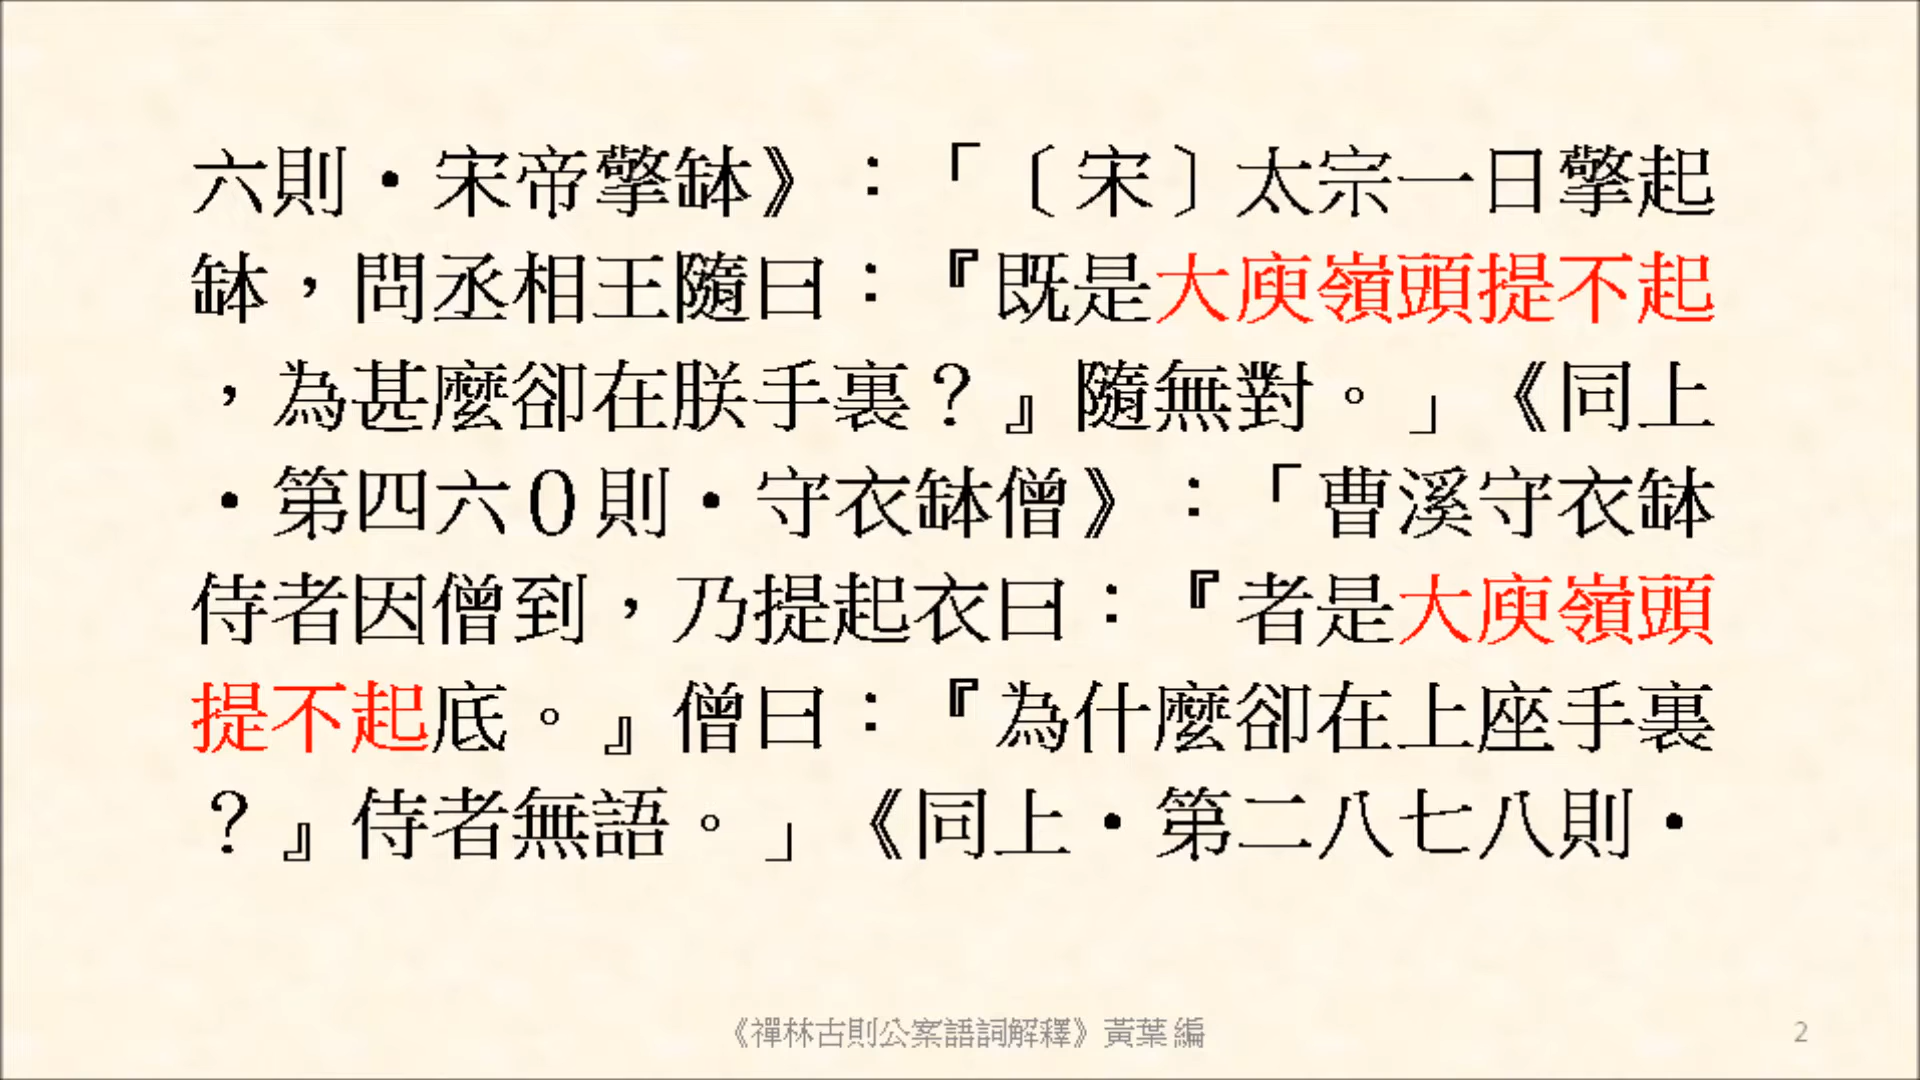 六則·宋帝擎缽》：「〔宋〕太宗一日擎起
缽，問丞相王隨曰：『既是大庾嶺頭提不起
，為甚麼卻在朕手裏？』隨無對。」《同上
·第四六0則·守衣缽僧》：「曹溪守衣缽
侍者因僧到，乃提起衣曰：『者是大庾嶺頭
提不起底。』僧曰：『為什麼卻在上座手裏
？』侍者無語。」《同上·第二八七八則·
《禪林古則公案語詞解釋》黃葉 編
2